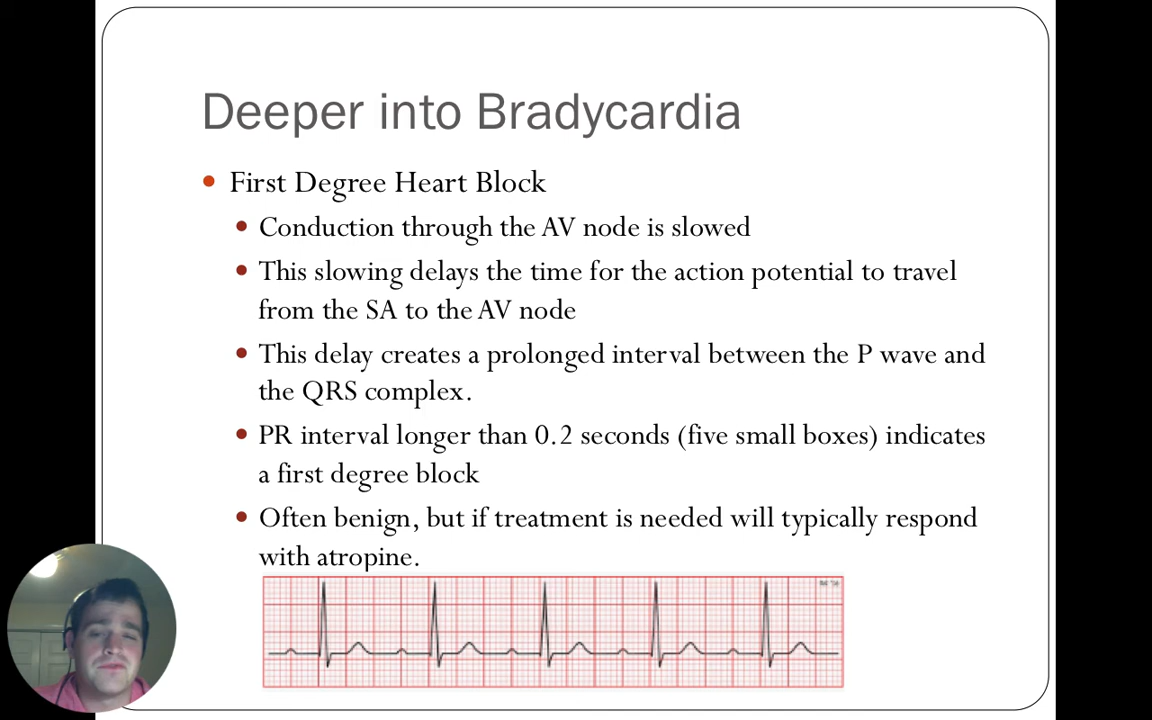 Deeper into Bradycardia
First Degree Heart Block
Conduction through the AV node is slowed
This slowing delays the time for the action potential to travel
from the SA to the AV node
This delay creates a prolonged interval between the P wave and
the QRS complex.
PR interval longer than 0.2 seconds (five small boxes) indicates
a first degree block
Often benign, but if treatment is needed will typically respond
with atropine.